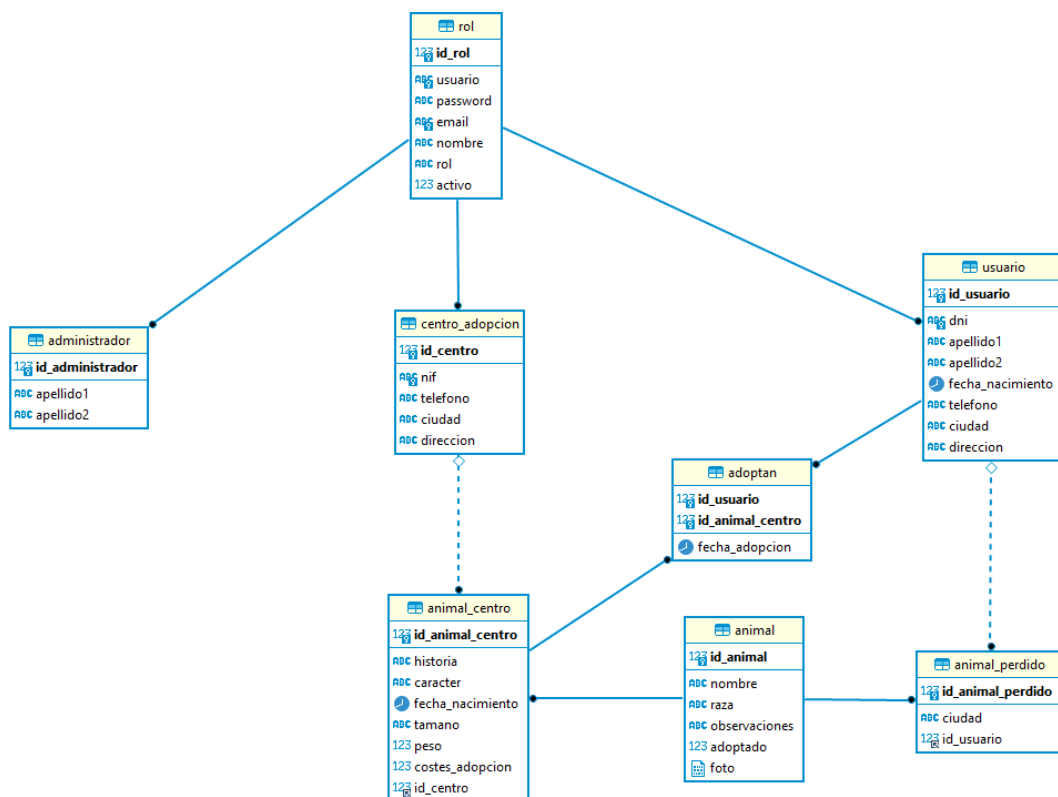 rol
id_rol
usuario
password
email
nombre
rol
activo
usuario
id_usuario
dni
apellido1
apellido2
fecha_nacimiento
telefono
ciudad
direccion
centro_adopcion
id_centro
nif
telefono
ciudad
direccion
administrador
id_administrador
apellido1
apellido2
adoptan
id_usuario
id_animal_centro
fecha_adopcion
animal_centro
id_animal_centro
historia
caracter
fecha_nacimiento
tamano
peso
costes_adopcion
id_centro
animal
id_animal
nombre
raza
observaciones
adoptado
foto
animal_perdido
id_animal_perdido
ciudad
id_usuario